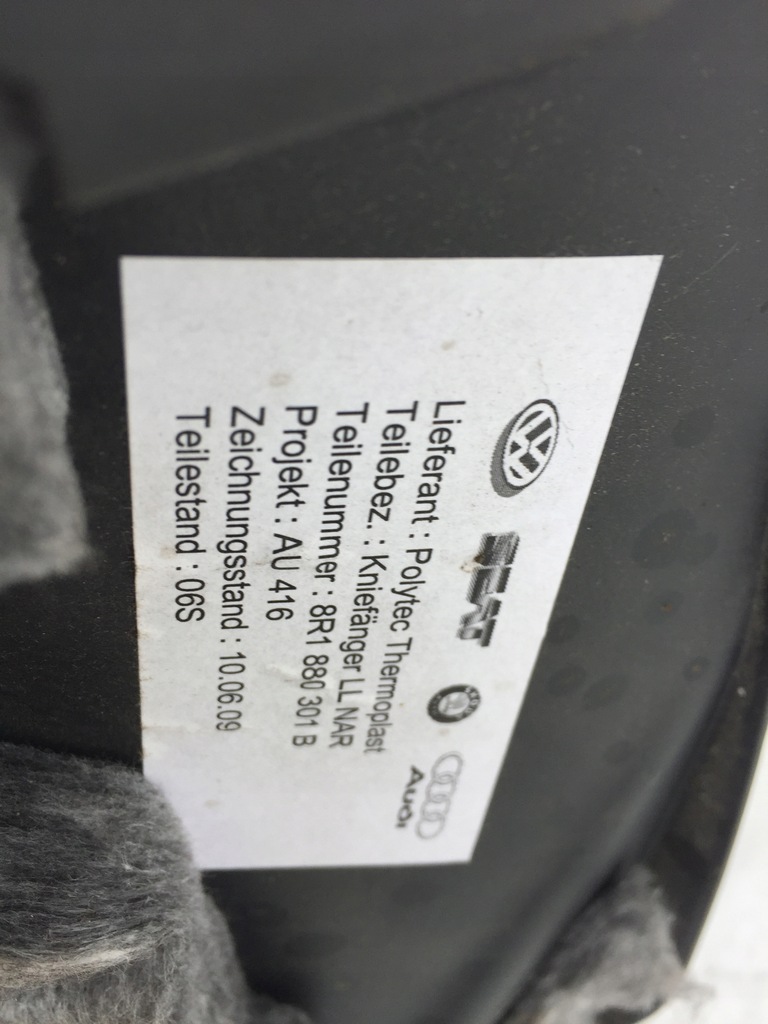 SEAT
Audi
Lieferant : Polytec Thermoplast
Teilebez. : Kniefänger LL NAR
Teilenummer : 8R1 880 301 B
Projekt : AU 416
Zeichnungsstand : 10.06.09
Teilestand : 06S